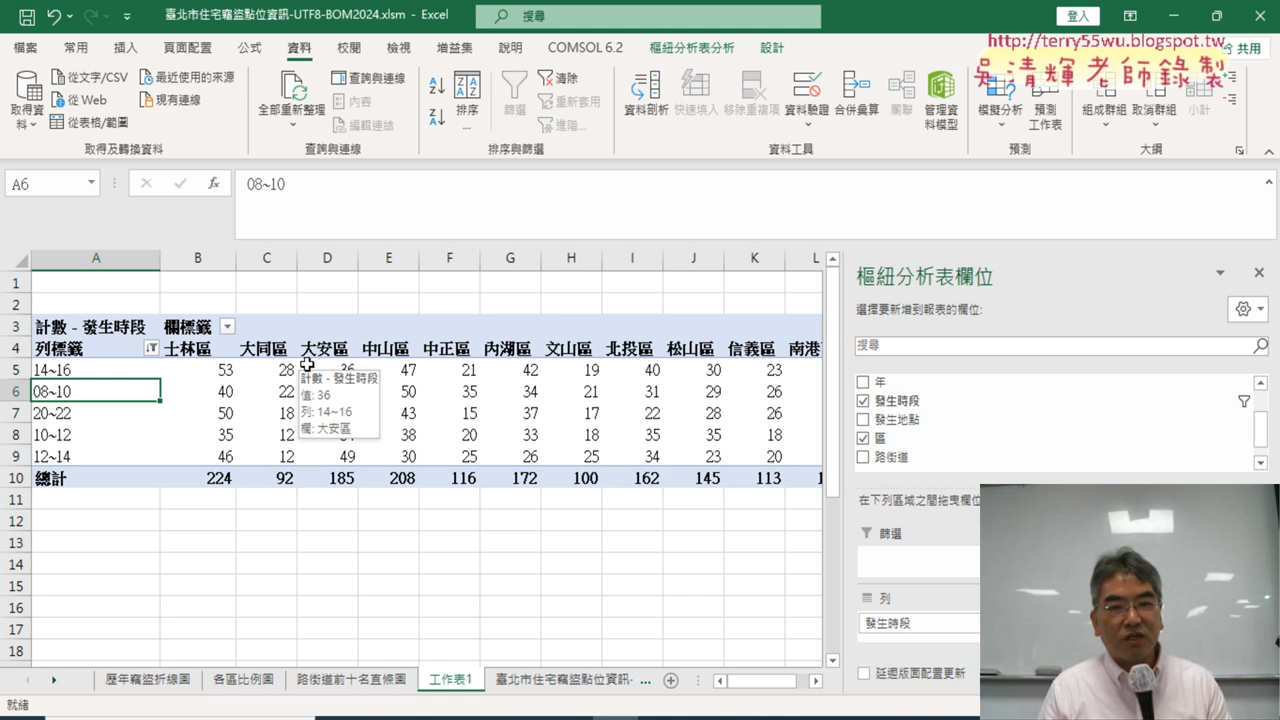 臺北市住宅竊盜點位資訊-UTF8-BOM2024.xlsm - Excel
搜尋
登入
檔案 常用 插入 頁面配置 公式 資料 校閱 檢視 增益集 說明 COMSOL 6.2 樞紐分析表分析 設計
共用
http://terry55wu.blogspot.tw
吳清輝老師錄製
取得資料
從文字/CSV
從 Web
從表格/範圍
最近使用的來源
現有連線
取得及轉換資料
全部重新整理
查詢與連線
內容
編輯連結
查詢與連線
排序...
篩選
清除
重新套用
進階...
排序與篩選
資料剖析
快速填入
移除重複項
資料驗證
合併彙算
關聯
管理資料模型
資料工具
模擬分析
預測工作表
預測
組成群組
取消群組
小計
大綱
A6
fx
08~10
A B C D E F G H I J K L
1
2
3 計數 - 發生時段 欄標籤
4 列標籤 士林區 大同區 大安區 中山區 中正區 內湖區 文山區 北投區 松山區 信義區 南港
5 14~16 53 28 36 47 21 42 19 40 30 23
6 08~10 40 22 50 35 34 21 31 29 26
7 20~22 50 18 43 15 37 17 22 28 26
8 10~12 35 12 38 20 33 18 35 35 18
9 12~14 46 12 49 30 25 26 25 34 23 20
10 總計 224 92 185 208 116 172 100 162 145 113 1
11
12
13
14
15
16
17
18
計數 - 發生時段
值: 36
列: 14~16
欄: 大安區
樞紐分析表欄位
選擇要新增到報表的欄位:
搜尋
年
發生時段
發生地點
區
路街道
在下列區域之間拖曳欄位
篩選
列
發生時段
延遲版面配置更新
歷年竊盜折線圖 各區比例圖 路街道前十名直條圖 工作表1 臺北市住宅竊盜點位資訊- ...
就緒